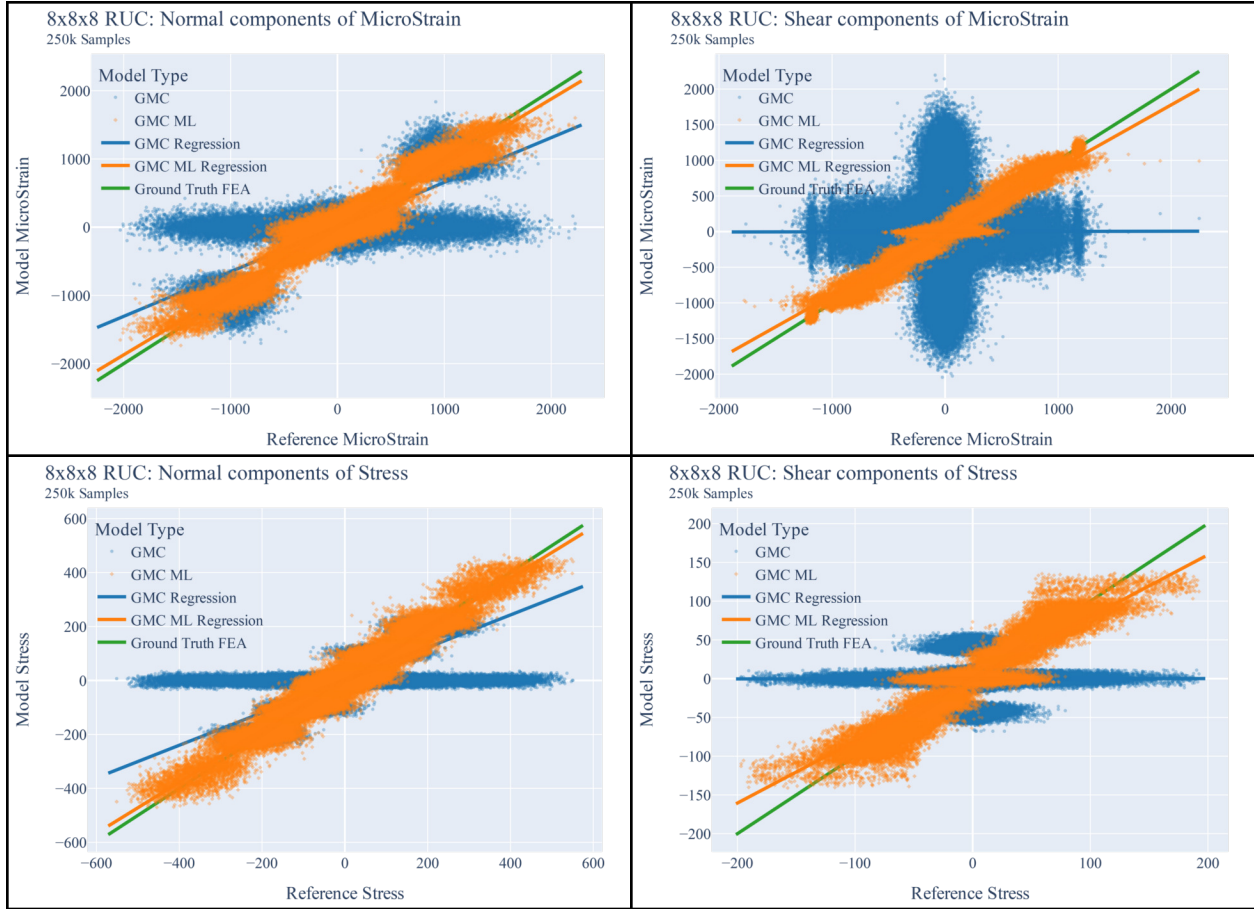 8x8x8 RUC: Normal components of MicroStrain
250k Samples
Model Type
GMC
GMC ML
GMC Regression
GMC ML Regression
Ground Truth FEA
2000
1000
0
−1000
−2000
Model MicroStrain
−2000
−1000
0
1000
2000
Reference MicroStrain
8x8x8 RUC: Shear components of MicroStrain
250k Samples
Model Type
GMC
GMC ML
GMC Regression
GMC ML Regression
Ground Truth FEA
2000
1500
1000
500
0
−500
−1000
−1500
−2000
Model MicroStrain
−2000
−1000
0
1000
2000
Reference MicroStrain
8x8x8 RUC: Normal components of Stress
250k Samples
Model Type
GMC
GMC ML
GMC Regression
GMC ML Regression
Ground Truth FEA
600
400
200
0
−200
−400
−600
Model Stress
−600
−400
−200
0
200
400
600
Reference Stress
8x8x8 RUC: Shear components of Stress
250k Samples
Model Type
GMC
GMC ML
GMC Regression
GMC ML Regression
Ground Truth FEA
200
150
100
50
0
−50
−100
−150
−200
Model Stress
−200
−100
0
100
200
Reference Stress